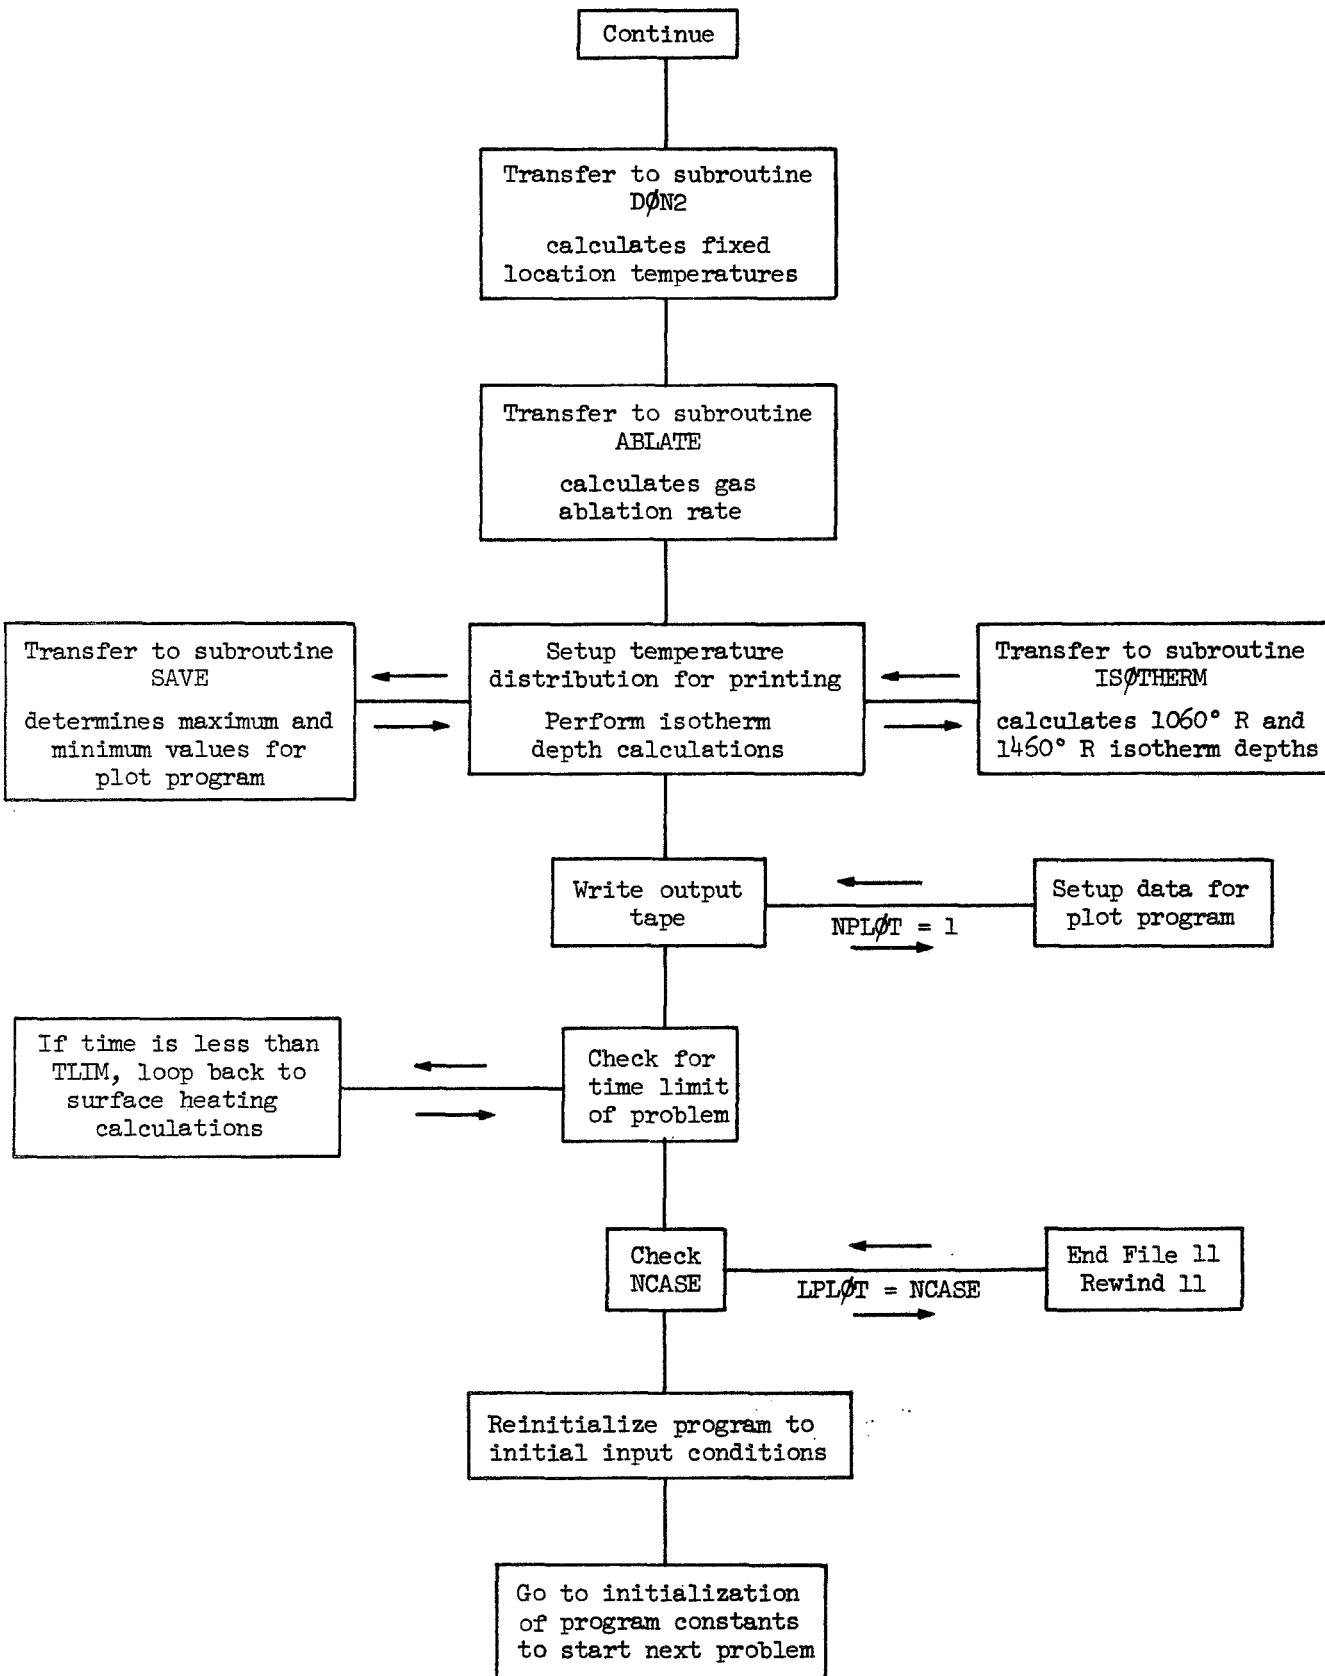 Continue
Transfer to subroutine
DØN2
calculates fixed
location temperatures
Transfer to subroutine
ABLATE
calculates gas
ablation rate
Transfer to subroutine
SAVE
determines maximum and
minimum values for
plot program
Setup temperature
distribution for printing
Perform isotherm
depth calculations
Transfer to subroutine
ISØTHERM
calculates 1060° R and
1460° R isotherm depths
Write output
tape
NPLØT = 1
Setup data for
plot program
If time is less than
TLIM, loop back to
surface heating
calculations
Check for
time limit
of problem
Check
NCASE
LPLØT = NCASE
End File 11
Rewind 11
Reinitialize program to
initial input conditions
Go to initialization
of program constants
to start next problem